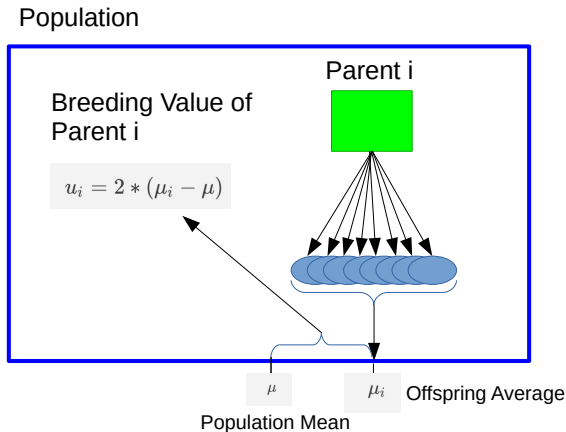 Population
Parent i
Breeding Value of
Parent i
u_i = 2 * (μ_i − μ)
μ
μ_i
Offspring Average
Population Mean